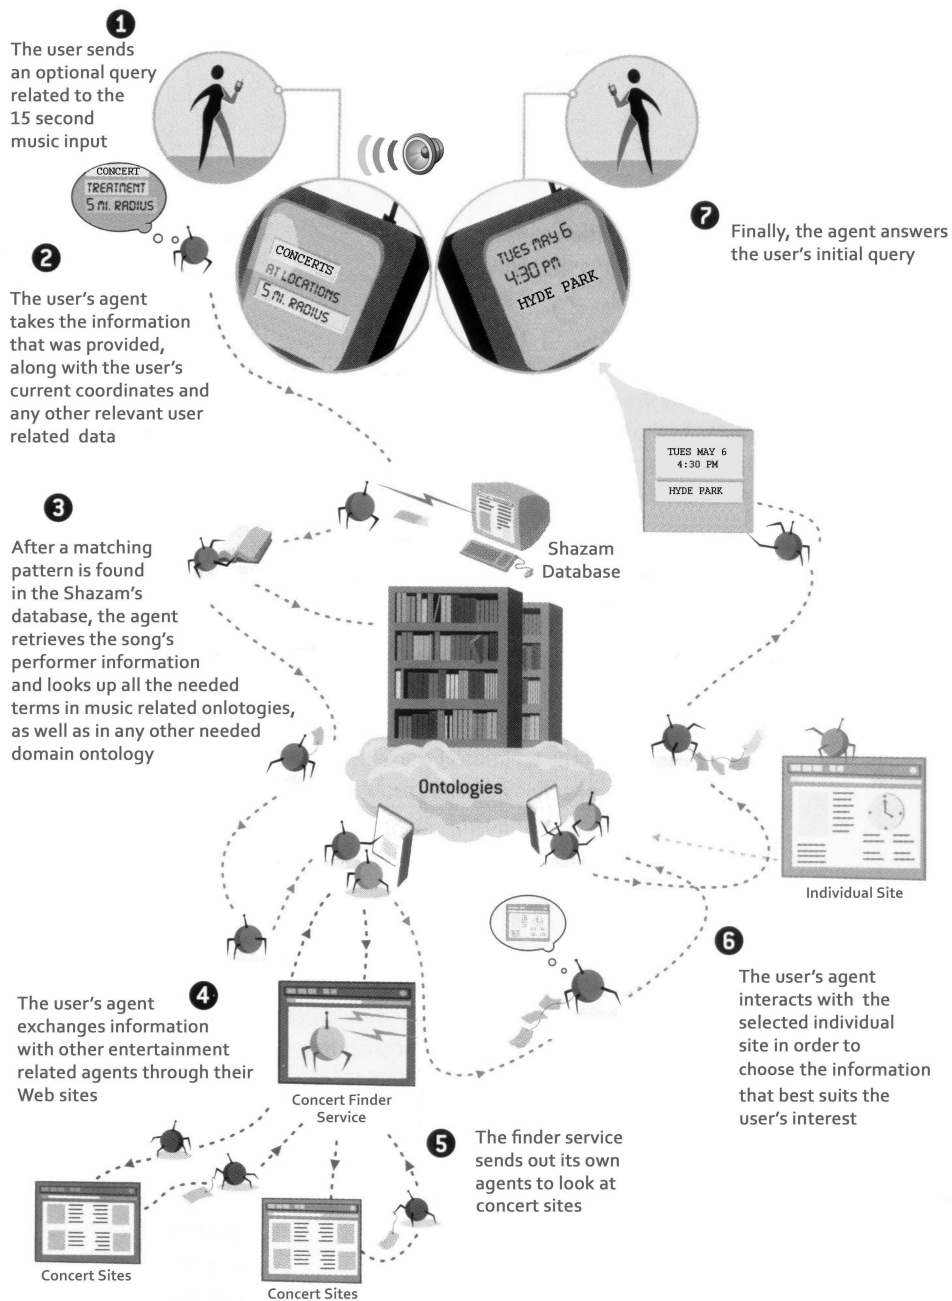 1
The user sends
an optional query
related to the
15 second
music input
CONCERT
TREATMENT
5 MI. RADIUS
CONCERTS
AT LOCATIONS
5 MI. RADIUS
TUES MAY 6
4:30 PM
HYDE PARK
7
Finally, the agent answers
the user's initial query
2
The user's agent
takes the information
that was provided,
along with the user's
current coordinates and
any other relevant user
related data
TUES MAY 6
4:30 PM
HYDE PARK
3
After a matching
pattern is found
in the Shazam's
database, the agent
retrieves the song's
performer information
and looks up all the needed
terms in music related onlotogies,
as well as in any other needed
domain ontology
Shazam
Database
Ontologies
Individual Site
4
The user's agent
exchanges information
with other entertainment
related agents through their
Web sites
Concert Finder
Service
5
The finder service
sends out its own
agents to look at
concert sites
6
The user's agent
interacts with the
selected individual
site in order to
choose the information
that best suits the
user's interest
Concert Sites
Concert Sites